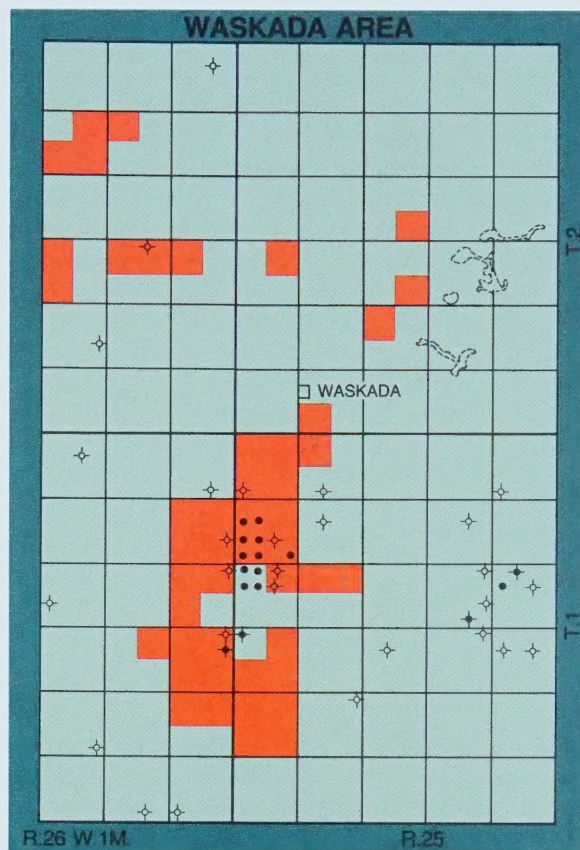 WASKADA AREA
T.2
WASKADA
T.1
R.26 W.1M.
R.25